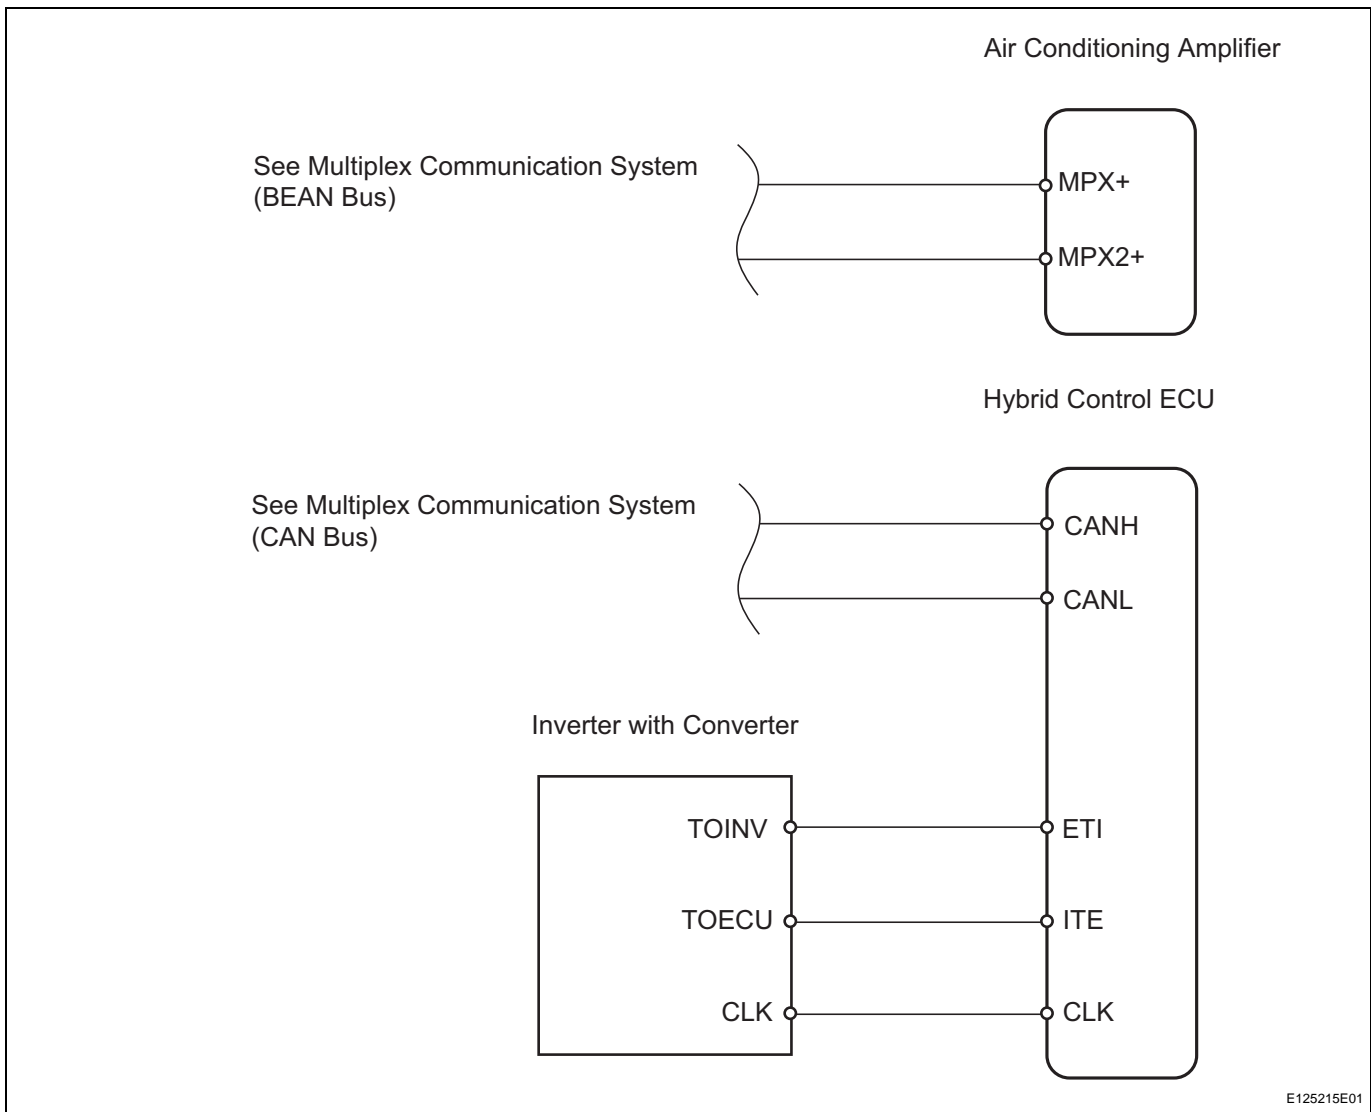 Air Conditioning Amplifier
See Multiplex Communication System
(BEAN Bus)
MPX+
MPX2+
Hybrid Control ECU
See Multiplex Communication System
(CAN Bus)
CANH
CANL
Inverter with Converter
TOINV
ETI
TOECU
ITE
CLK
CLK
E125215E01